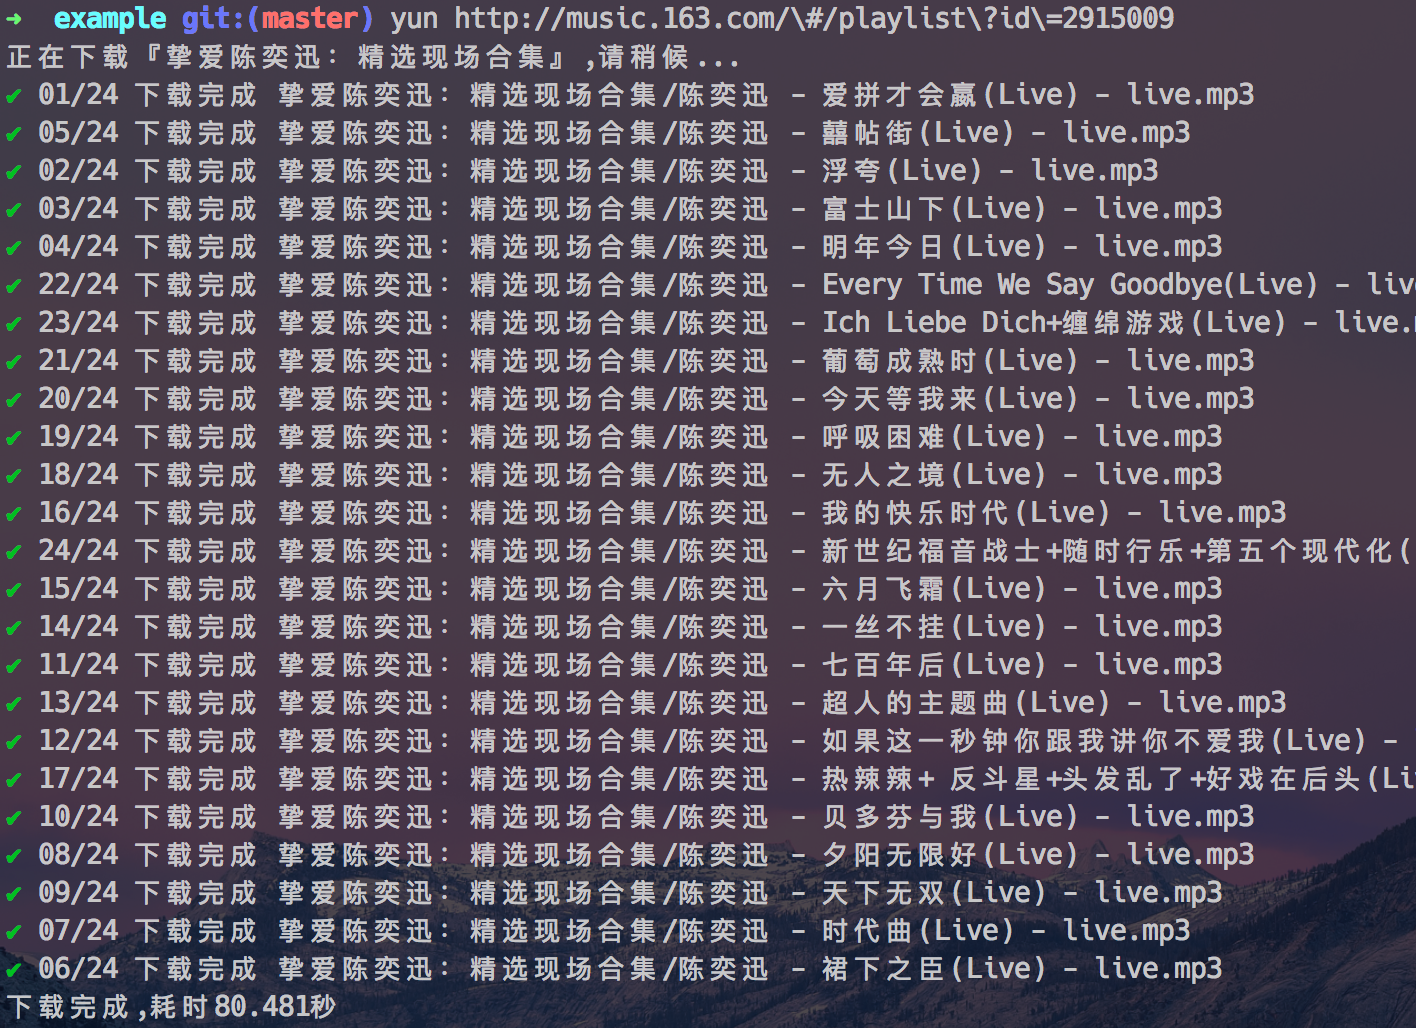 ➜ example git:(master) yun http://music.163.com/\#/playlist\?id\=2915009
正在下载『挚爱陈奕迅：精选现场合集』,请稍候...
✔ 01/24 下载完成 挚爱陈奕迅：精选现场合集/陈奕迅 - 爱拼才会赢(Live) - live.mp3
✔ 05/24 下载完成 挚爱陈奕迅：精选现场合集/陈奕迅 - 囍帖街(Live) - live.mp3
✔ 02/24 下载完成 挚爱陈奕迅：精选现场合集/陈奕迅 - 浮夸(Live) - live.mp3
✔ 03/24 下载完成 挚爱陈奕迅：精选现场合集/陈奕迅 - 富士山下(Live) - live.mp3
✔ 04/24 下载完成 挚爱陈奕迅：精选现场合集/陈奕迅 - 明年今日(Live) - live.mp3
✔ 22/24 下载完成 挚爱陈奕迅：精选现场合集/陈奕迅 - Every Time We Say Goodbye(Live) - liv
✔ 23/24 下载完成 挚爱陈奕迅：精选现场合集/陈奕迅 - Ich Liebe Dich+缠绵游戏(Live) - live.
✔ 21/24 下载完成 挚爱陈奕迅：精选现场合集/陈奕迅 - 葡萄成熟时(Live) - live.mp3
✔ 20/24 下载完成 挚爱陈奕迅：精选现场合集/陈奕迅 - 今天等我来(Live) - live.mp3
✔ 19/24 下载完成 挚爱陈奕迅：精选现场合集/陈奕迅 - 呼吸困难(Live) - live.mp3
✔ 18/24 下载完成 挚爱陈奕迅：精选现场合集/陈奕迅 - 无人之境(Live) - live.mp3
✔ 16/24 下载完成 挚爱陈奕迅：精选现场合集/陈奕迅 - 我的快乐时代(Live) - live.mp3
✔ 24/24 下载完成 挚爱陈奕迅：精选现场合集/陈奕迅 - 新世纪福音战士+随时行乐+第五个现代化(
✔ 15/24 下载完成 挚爱陈奕迅：精选现场合集/陈奕迅 - 六月飞霜(Live) - live.mp3
✔ 14/24 下载完成 挚爱陈奕迅：精选现场合集/陈奕迅 - 一丝不挂(Live) - live.mp3
✔ 11/24 下载完成 挚爱陈奕迅：精选现场合集/陈奕迅 - 七百年后(Live) - live.mp3
✔ 13/24 下载完成 挚爱陈奕迅：精选现场合集/陈奕迅 - 超人的主题曲(Live) - live.mp3
✔ 12/24 下载完成 挚爱陈奕迅：精选现场合集/陈奕迅 - 如果这一秒钟你跟我讲你不爱我(Live) -
✔ 17/24 下载完成 挚爱陈奕迅：精选现场合集/陈奕迅 - 热辣辣+ 反斗星+头发乱了+好戏在后头(Li
✔ 10/24 下载完成 挚爱陈奕迅：精选现场合集/陈奕迅 - 贝多芬与我(Live) - live.mp3
✔ 08/24 下载完成 挚爱陈奕迅：精选现场合集/陈奕迅 - 夕阳无限好(Live) - live.mp3
✔ 09/24 下载完成 挚爱陈奕迅：精选现场合集/陈奕迅 - 天下无双(Live) - live.mp3
✔ 07/24 下载完成 挚爱陈奕迅：精选现场合集/陈奕迅 - 时代曲(Live) - live.mp3
✔ 06/24 下载完成 挚爱陈奕迅：精选现场合集/陈奕迅 - 裙下之臣(Live) - live.mp3
下载完成,耗时80.481秒